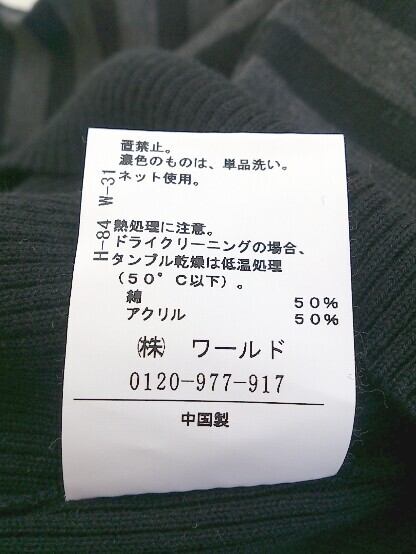 直禁止。
濃色のものは、単品洗い。
ネット使用。
H-84 W-31
熱処理に注意。
ドライクリーニングの場合、
タンブル乾燥は低温処理
（５０°Ｃ以下）。
綿 ５０％
アクリル ５０％
㈱ ワールド
0120-977-917
中国製